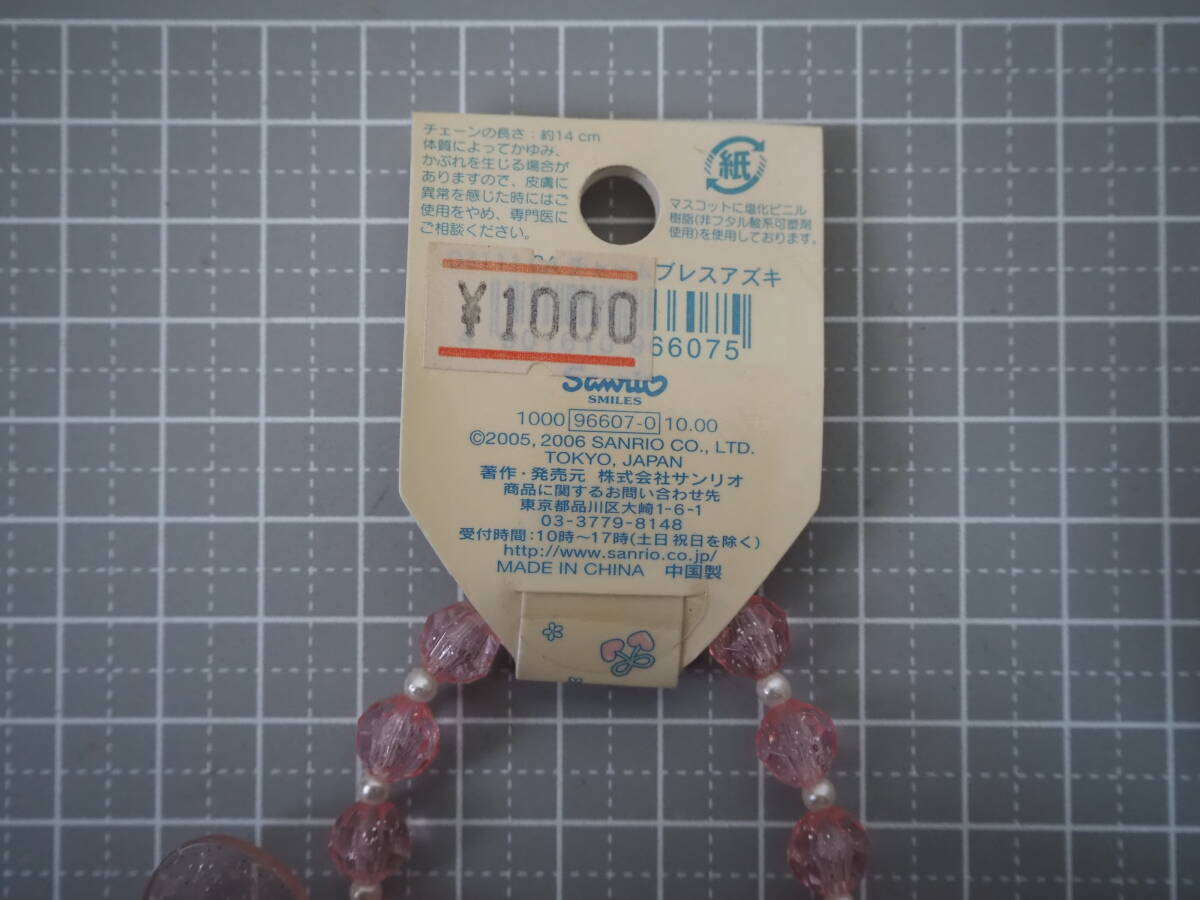 チェーンの長さ：約14 cm
体質によってかゆみ、
かぶれを生じる場合が
ありますので、皮膚に
異常を感じた時にはご
使用をやめ、専門医に
ご相談ください。
紙
マスコットに塩化ビニル
樹脂(非フタル酸系可塑剤
使用)を使用しております。
ブレスアズキ
¥1000
66075
Sanrio
SMILES
1000 96607-0 10.00
©2005, 2006 SANRIO CO., LTD.
TOKYO, JAPAN
著作・発売元 株式会社サンリオ
商品に関するお問い合わせ先
東京都品川区大崎1-6-1
03-3779-8148
受付時間：10時〜17時(土日祝日を除く)
http://www.sanrio.co.jp/
MADE IN CHINA 中国製